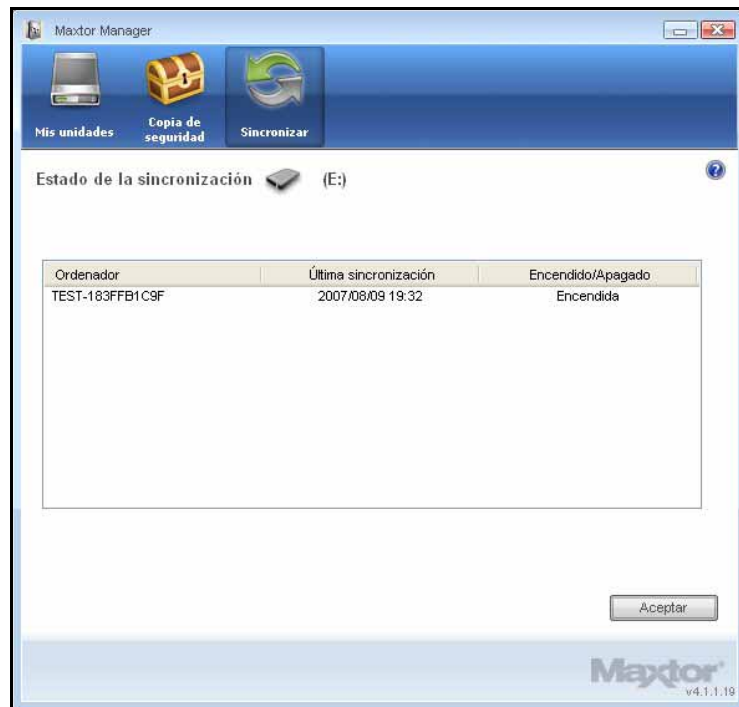 Maxtor Manager
Mis unidades
Copia de
seguridad
Sincronizar
Estado de la sincronización (E:)
Ordenador Última sincronización Encendido/Apagado
TEST-183FFB1C9F 2007/08/09 19:32 Encendida
Aceptar
Maxtor
v4.1.1.19